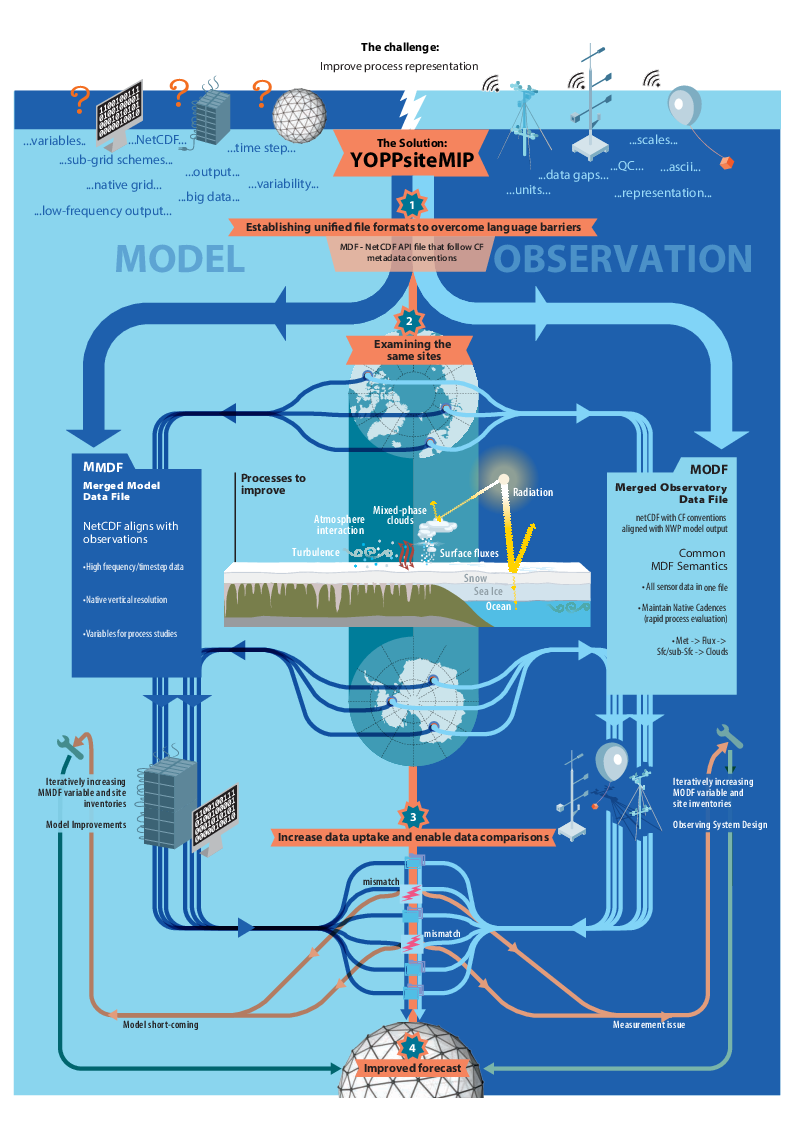 The challenge:
Improve process representation
?
?
?
1100100111
0100100001
0101010101
0000010010
The Solution:
YOPPsiteMIP
...variables..
...NetCDF...
...sub-grid schemes...
...time step...
...native grid...
...output...
...variability...
...big data...
...low-frequency output...
...scales...
...QC...
...ascii...
...data gaps...
...units...
...representation...
1
Establishing unified file formats to overcome language barriers
MDF - NetCDF API file that follow CF
metadata conventions
MODEL
OBSERVATION
2
Examining the
same sites
MMDF
Merged Model
Data File
NetCDF aligns with
observations
•High frequency/timestep data
•Native vertical resolution
•Variables for process studies
Processes to
improve
Radiation
Mixed-phase
clouds
Atmosphere
interaction
Turbulence
Surface fluxes
Snow
Sea Ice
Ocean
MODF
Merged Observatory
Data File
netCDF with CF conventions
aligned with NWP model output
Common
MDF Semantics
• All sensor data in one file
• Maintain Native Cadences
(rapid process evaluation)
• Met -> Flux ->
Sfc/sub-Sfc -> Clouds
Iteratively increasing
MMDF variable and site
inventories
Model Improvements
1100100111
0100100001
0101010101
0000010010
Iteratively increasing
MODF variable and
site inventories
Observing System Design
3
Increase data uptake and enable data comparisons
mismatch
mismatch
Model short-coming
Measurement issue
4
Improved forecast